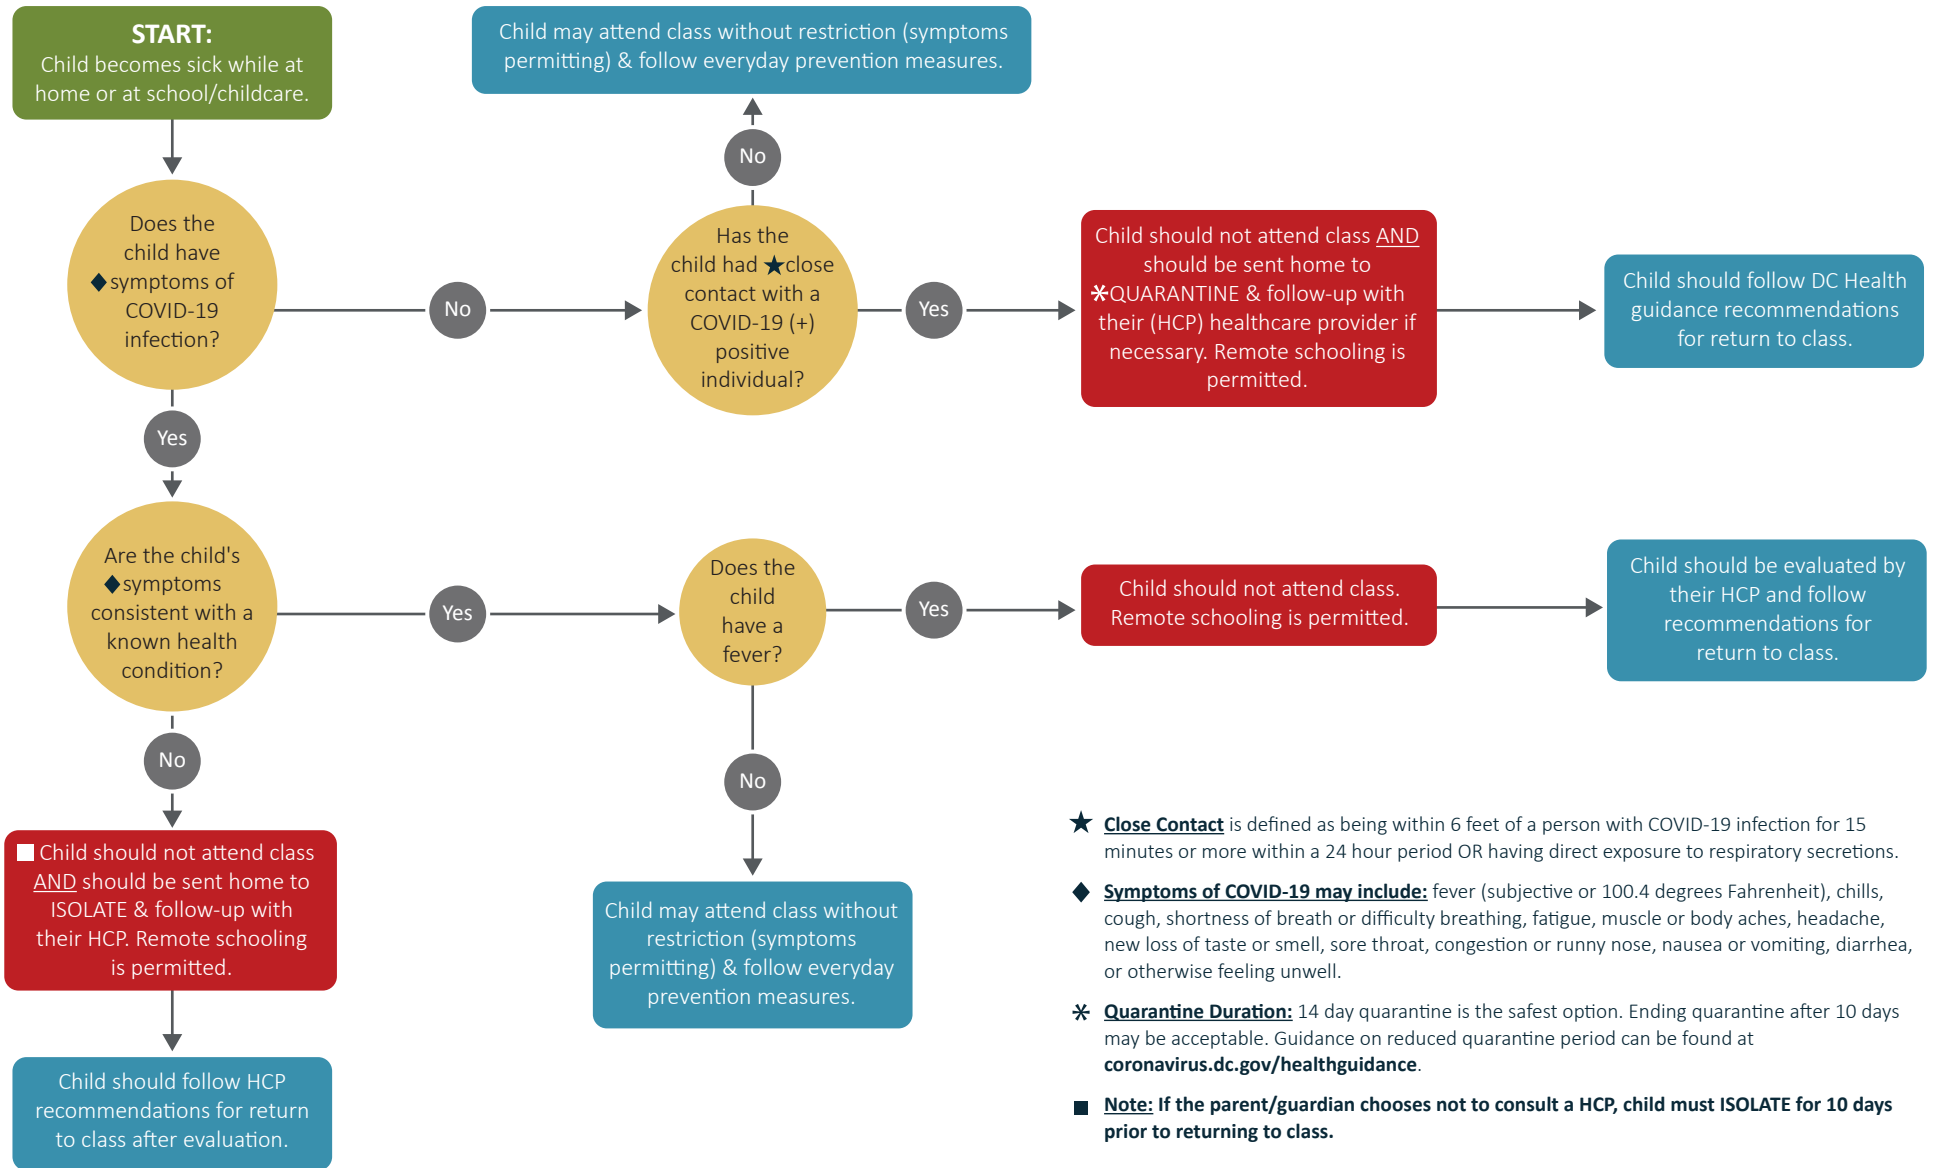 START:
Child becomes sick while at
home or at school/childcare.
Child may attend class without restriction (symptoms
permitting) & follow everyday prevention measures.
No
Does the
child have
◆symptoms of
COVID-19
infection?
No
Has the
child had ★close
contact with a
COVID-19 (+)
positive
individual?
Yes
Child should not attend class AND
should be sent home to
*QUARANTINE & follow-up with
their (HCP) healthcare provider if
necessary. Remote schooling is
permitted.
Child should follow DC Health
guidance recommendations
for return to class.
Yes
Are the child's
◆symptoms
consistent with a
known health
condition?
Yes
Does the
child
have a
fever?
Yes
Child should not attend class.
Remote schooling is permitted.
Child should be evaluated by
their HCP and follow
recommendations for
return to class.
No
No
■ Child should not attend class
AND should be sent home to
ISOLATE & follow-up with
their HCP. Remote schooling
is permitted.
Child may attend class without
restriction (symptoms
permitting) & follow everyday
prevention measures.
Child should follow HCP
recommendations for return
to class after evaluation.
★ Close Contact is defined as being within 6 feet of a person with COVID-19 infection for 15
minutes or more within a 24 hour period OR having direct exposure to respiratory secretions.
◆ Symptoms of COVID-19 may include: fever (subjective or 100.4 degrees Fahrenheit), chills,
cough, shortness of breath or difficulty breathing, fatigue, muscle or body aches, headache,
new loss of taste or smell, sore throat, congestion or runny nose, nausea or vomiting, diarrhea,
or otherwise feeling unwell.
* Quarantine Duration: 14 day quarantine is the safest option. Ending quarantine after 10 days
may be acceptable. Guidance on reduced quarantine period can be found at
coronavirus.dc.gov/healthguidance.
■ Note: If the parent/guardian chooses not to consult a HCP, child must ISOLATE for 10 days
prior to returning to class.